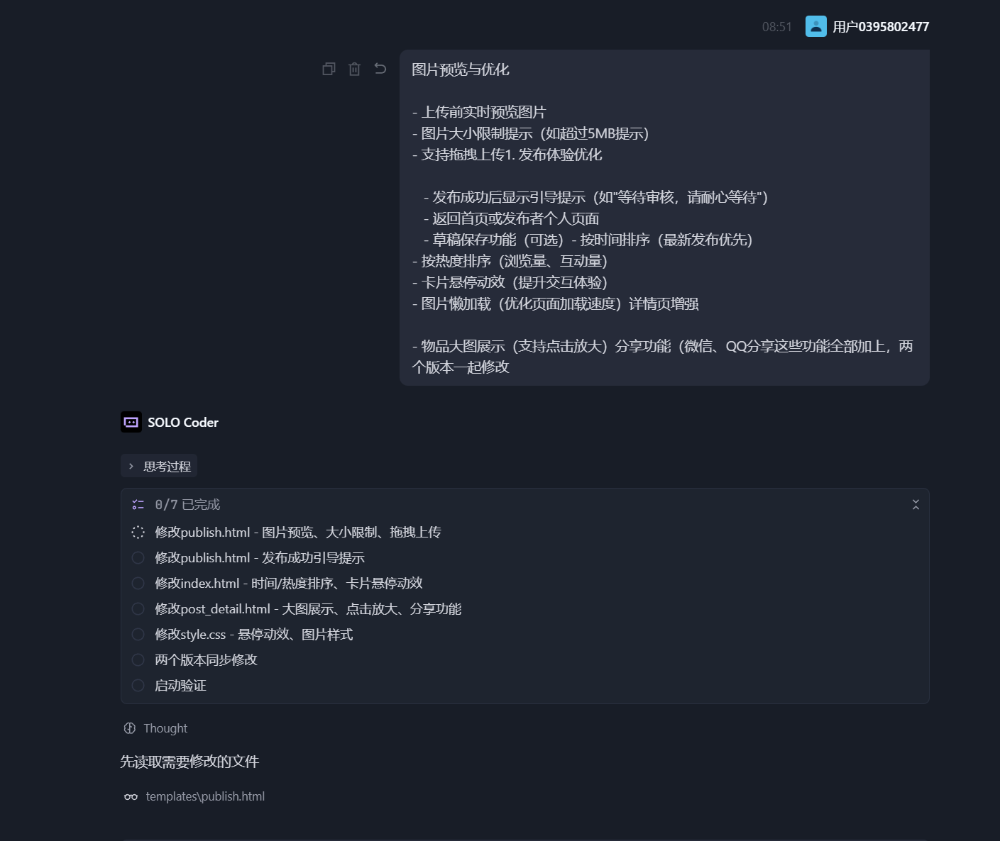 08:51 用户0395802477
图片预览与优化
- 上传前实时预览图片
- 图片大小限制提示（如超过5MB提示）
- 支持拖拽上传1. 发布体验优化
- 发布成功后显示引导提示（如"等待审核，请耐心等待"）
- 返回首页或发布者个人页面
- 草稿保存功能（可选）- 按时间排序（最新发布优先）
- 按热度排序（浏览量、互动量）
- 卡片悬停动效（提升交互体验）
- 图片懒加载（优化页面加载速度）详情页增强
- 物品大图展示（支持点击放大）分享功能（微信、QQ分享这些功能全部加上，两
个版本一起修改
SOLO Coder
思考过程
0/7 已完成
修改publish.html - 图片预览、大小限制、拖拽上传
修改publish.html - 发布成功引导提示
修改index.html - 时间/热度排序、卡片悬停动效
修改post_detail.html - 大图展示、点击放大、分享功能
修改style.css - 悬停动效、图片样式
两个版本同步修改
启动验证
Thought
先读取需要修改的文件
templates\publish.html